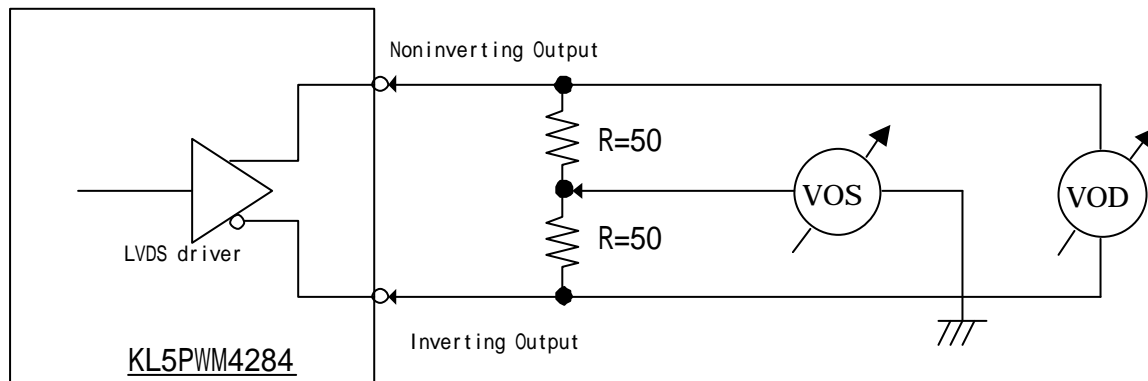 Noninverting Output
R=50
VOS
VOD
R=50
LVDS driver
Inverting Output
KL5PWM4284